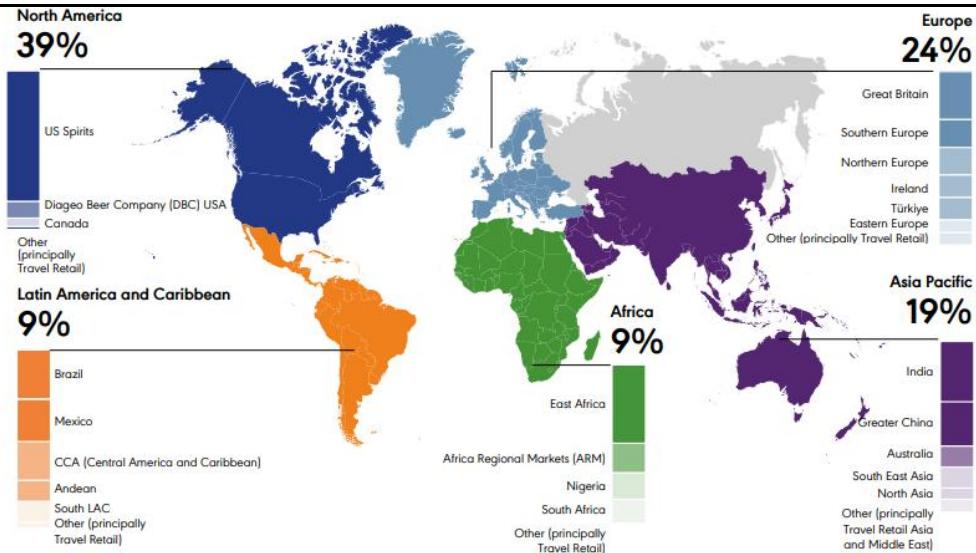 North America
39%
US Spirits
Diageo Beer Company (DBC) USA
Canada
Other
(principally
Travel Retail)
Europe
24%
Great Britain
Southern Europe
Northern Europe
Ireland
Türkiye
Eastern Europe
Other (principally Travel Retail)
Latin America and Caribbean
9%
Brazil
Mexico
CCA (Central America and Caribbean)
Andean
South LAC
Other (principally
Travel Retail)
Africa
9%
East Africa
Africa Regional Markets (ARM)
Nigeria
South Africa
Other (principally
Travel Retail)
Asia Pacific
19%
India
Greater China
Australia
South East Asia
North Asia
Other (principally
Travel Retail Asia
and Middle East)